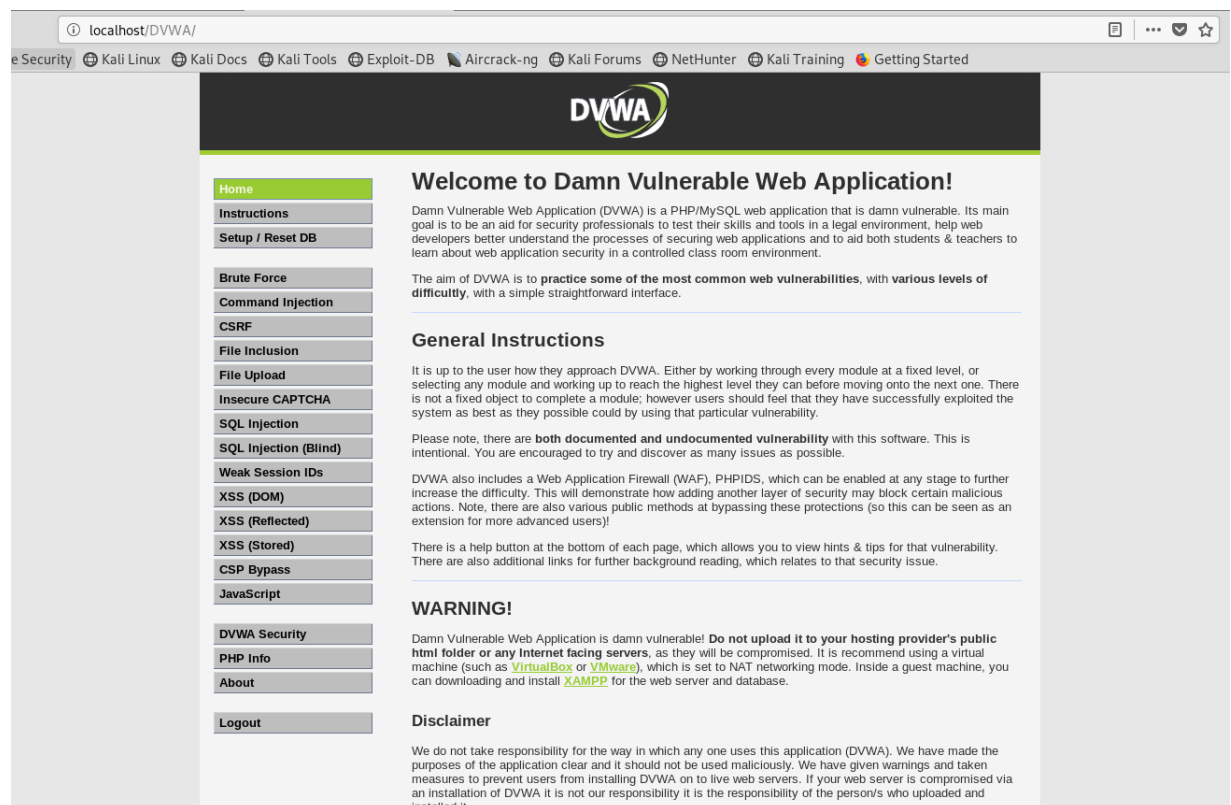 localhost/DVWA/
e Security Kali Linux Kali Docs Kali Tools Exploit-DB Aircrack-ng Kali Forums NetHunter Kali Training Getting Started
DVWA
Home
Instructions
Setup / Reset DB
Brute Force
Command Injection
CSRF
File Inclusion
File Upload
Insecure CAPTCHA
SQL Injection
SQL Injection (Blind)
Weak Session IDs
XSS (DOM)
XSS (Reflected)
XSS (Stored)
CSP Bypass
JavaScript
DVWA Security
PHP Info
About
Logout
Welcome to Damn Vulnerable Web Application!
Damn Vulnerable Web Application (DVWA) is a PHP/MySQL web application that is damn vulnerable. Its main
goal is to be an aid for security professionals to test their skills and tools in a legal environment, help web
developers better understand the processes of securing web applications and to aid both students & teachers to
learn about web application security in a controlled class room environment.
The aim of DVWA is to practice some of the most common web vulnerabilities, with various levels of
difficultly, with a simple straightforward interface.
General Instructions
It is up to the user how they approach DVWA. Either by working through every module at a fixed level, or
selecting any module and working up to reach the highest level they can before moving onto the next one. There
is not a fixed object to complete a module; however users should feel that they have successfully exploited the
system as best as they possible could by using that particular vulnerability.
Please note, there are both documented and undocumented vulnerability with this software. This is
intentional. You are encouraged to try and discover as many issues as possible.
DVWA also includes a Web Application Firewall (WAF), PHPIDS, which can be enabled at any stage to further
increase the difficulty. This will demonstrate how adding another layer of security may block certain malicious
actions. Note, there are also various public methods at bypassing these protections (so this can be seen as an
extension for more advanced users)!
There is a help button at the bottom of each page, which allows you to view hints & tips for that vulnerability.
There are also additional links for further background reading, which relates to that security issue.
WARNING!
Damn Vulnerable Web Application is damn vulnerable! Do not upload it to your hosting provider's public
html folder or any Internet facing servers, as they will be compromised. It is recommend using a virtual
machine (such as VirtualBox or VMware), which is set to NAT networking mode. Inside a guest machine, you
can downloading and install XAMPP for the web server and database.
Disclaimer
We do not take responsibility for the way in which any one uses this application (DVWA). We have made the
purposes of the application clear and it should not be used maliciously. We have given warnings and taken
measures to prevent users from installing DVWA on to live web servers. If your web server is compromised via
an installation of DVWA it is not our responsibility it is the responsibility of the person/s who uploaded and